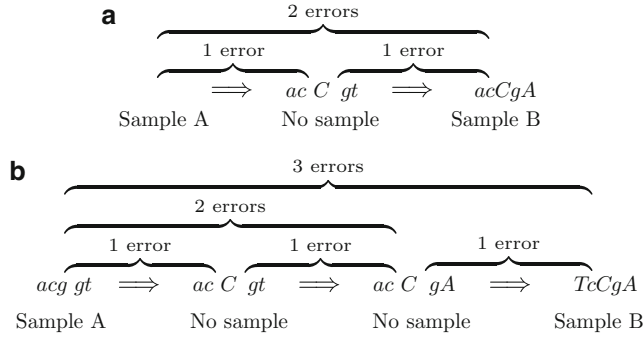 a
2 errors
1 error 1 error
⟹ ac C gt ⟹ acCgA
Sample A No sample Sample B
b
3 errors
2 errors
1 error 1 error 1 error
acg gt ⟹ ac C gt ⟹ ac C gA ⟹ TcCgA
Sample A No sample No sample Sample B